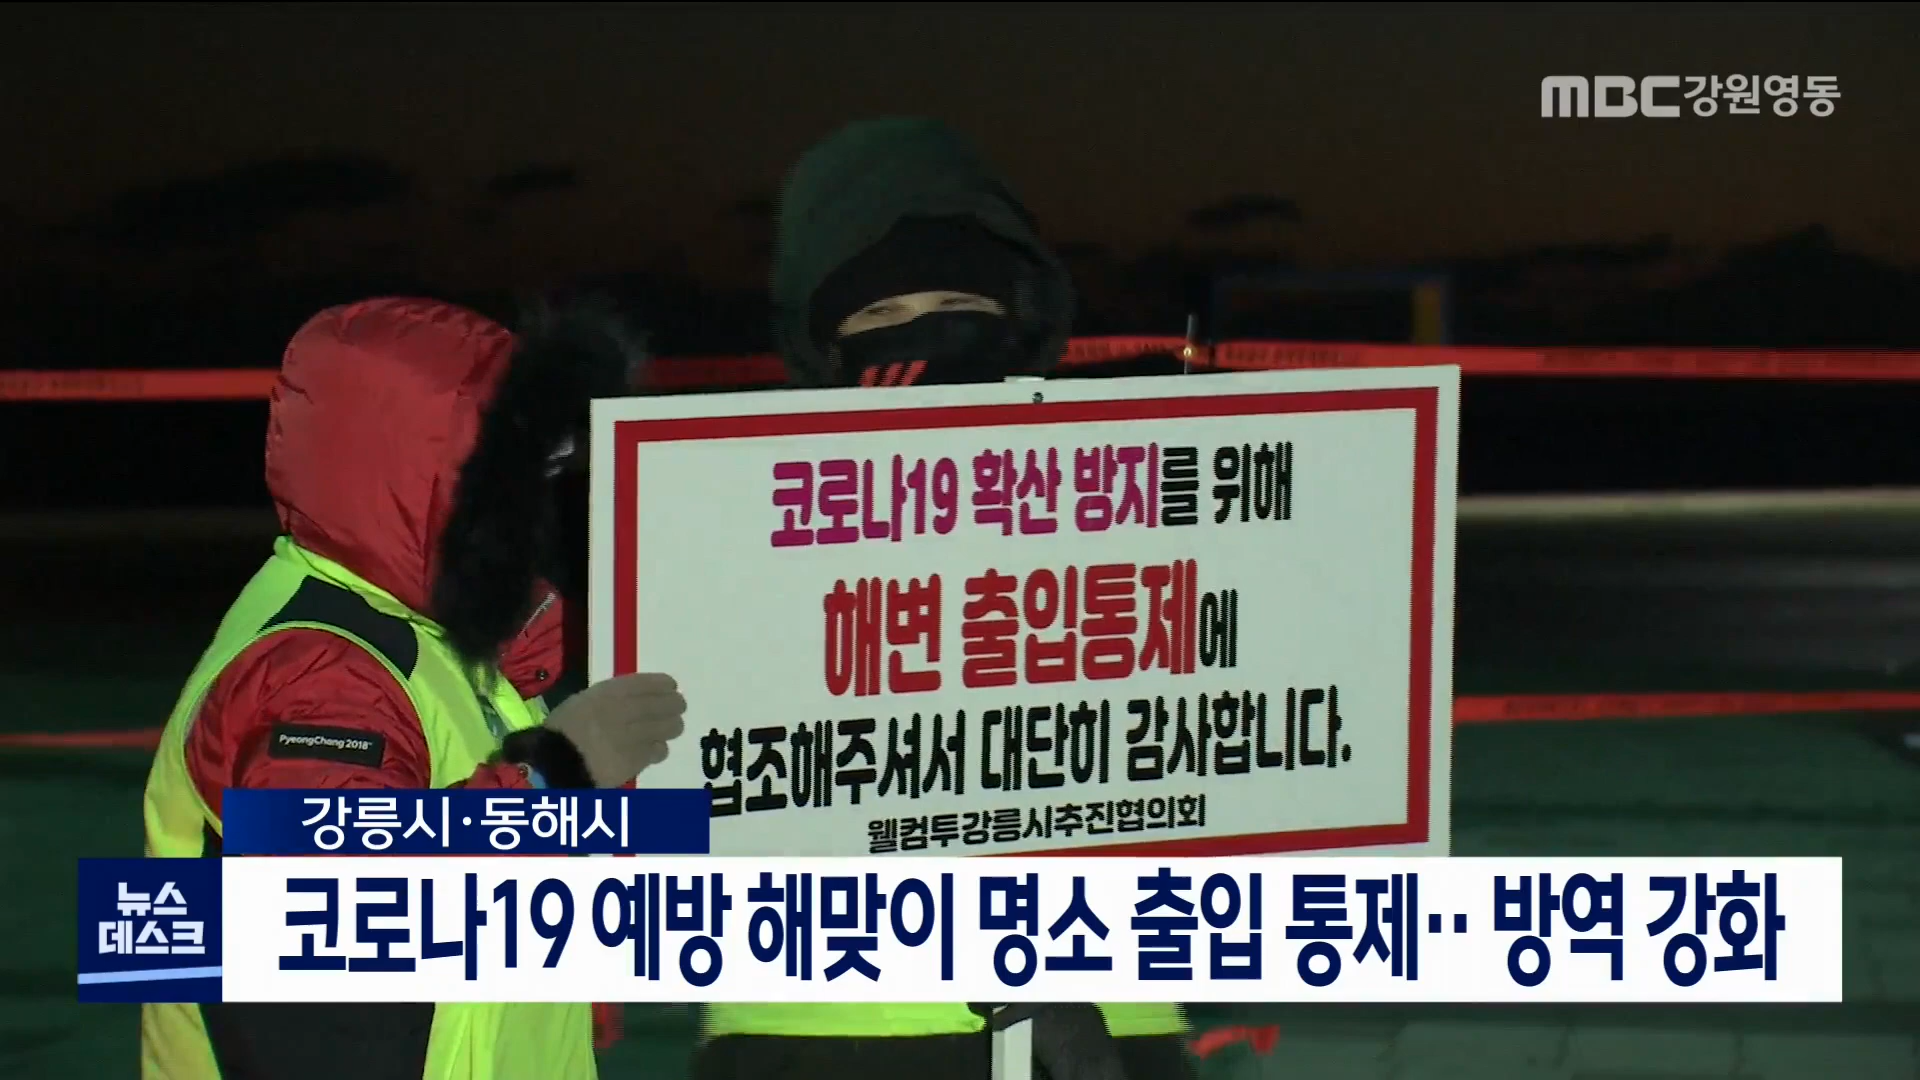 MBC강원영동
코로나19 확산 방지를 위해
해변 출입통제에
협조해주셔서 대단히 감사합니다.
웰컴투강릉시추진협의회
PyeongChang 2018
강릉시·동해시
뉴스
데스크
코로나19 예방 해맞이 명소 출입 통제‥ 방역 강화